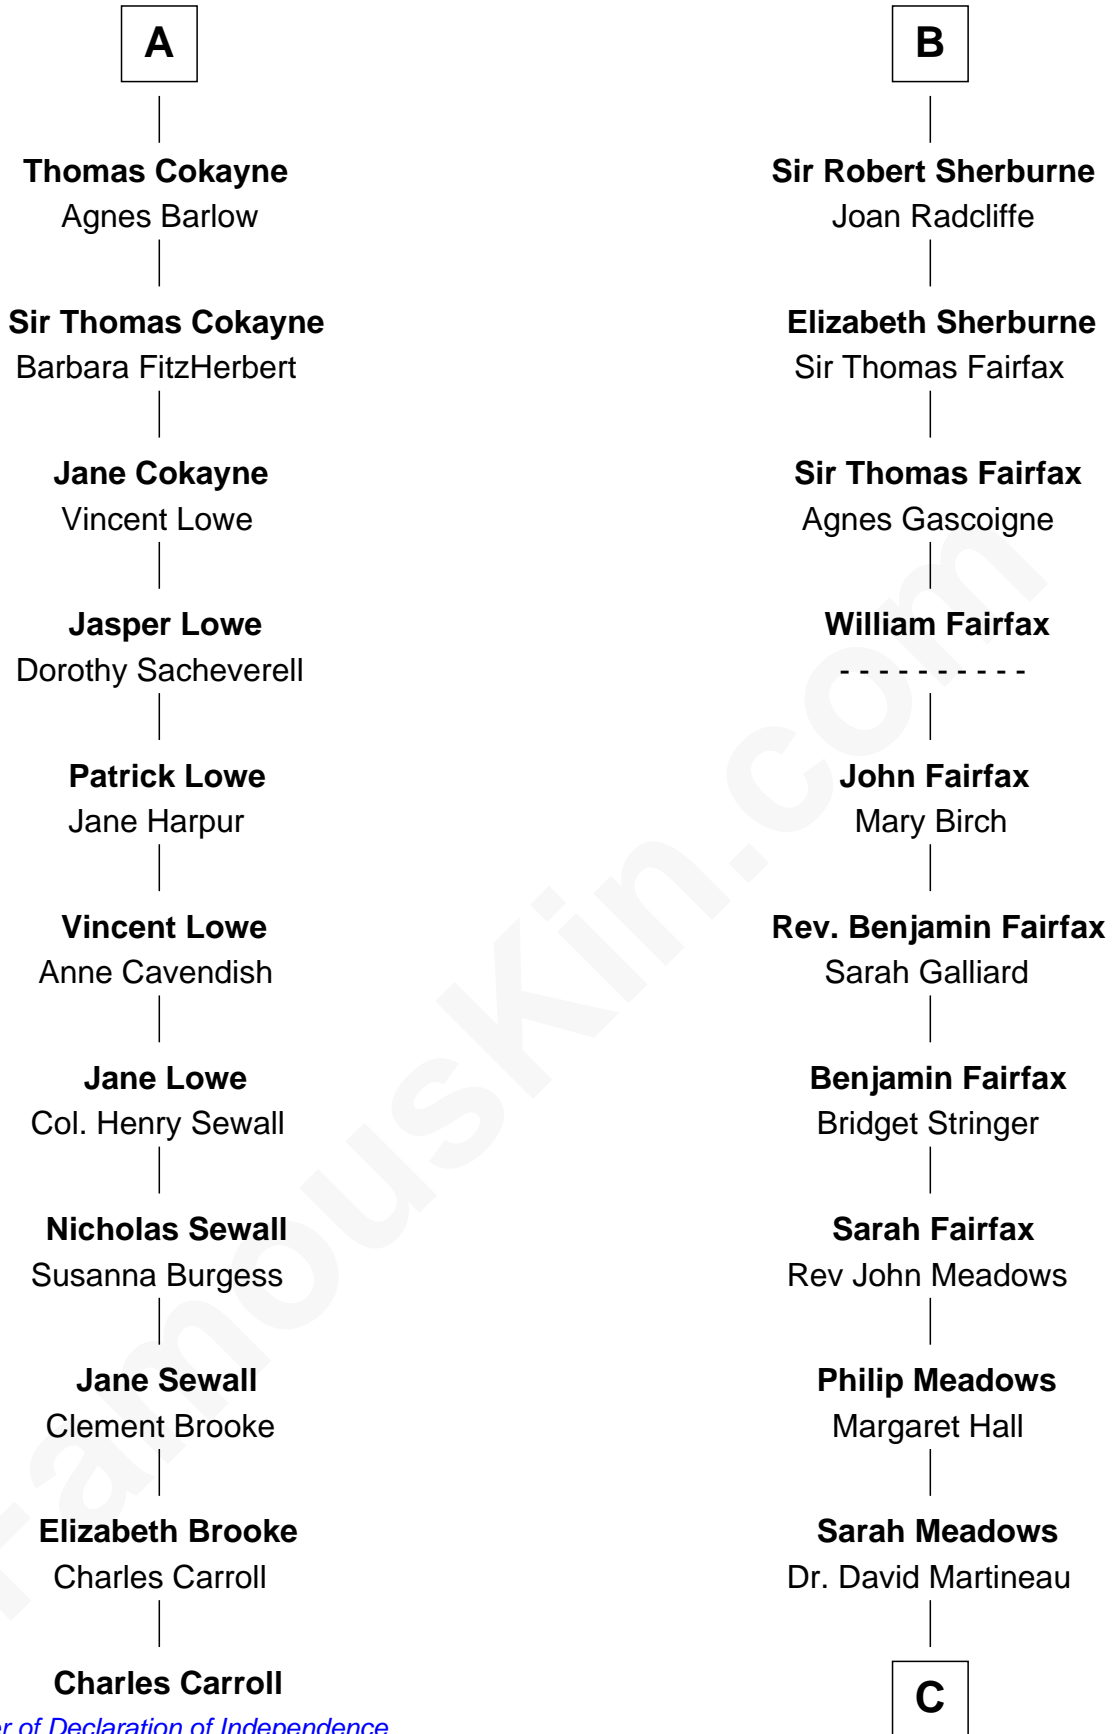 A
Thomas Cokayne
Agnes Barlow
Sir Thomas Cokayne
Barbara FitzHerbert
Jane Cokayne
Vincent Lowe
Jasper Lowe
Dorothy Sacheverell
Patrick Lowe
Jane Harpur
Vincent Lowe
Anne Cavendish
Jane Lowe
Col. Henry Sewall
Nicholas Sewall
Susanna Burgess
Jane Sewall
Clement Brooke
Elizabeth Brooke
Charles Carroll
Charles Carroll
of Declaration of Independence
B
Sir Robert Sherburne
Joan Radcliffe
Elizabeth Sherburne
Sir Thomas Fairfax
Sir Thomas Fairfax
Agnes Gascoigne
William Fairfax
- - - - - - - - - -
John Fairfax
Mary Birch
Rev. Benjamin Fairfax
Sarah Galliard
Benjamin Fairfax
Bridget Stringer
Sarah Fairfax
Rev John Meadows
Philip Meadows
Margaret Hall
Sarah Meadows
Dr. David Martineau
C
FamousKin.com